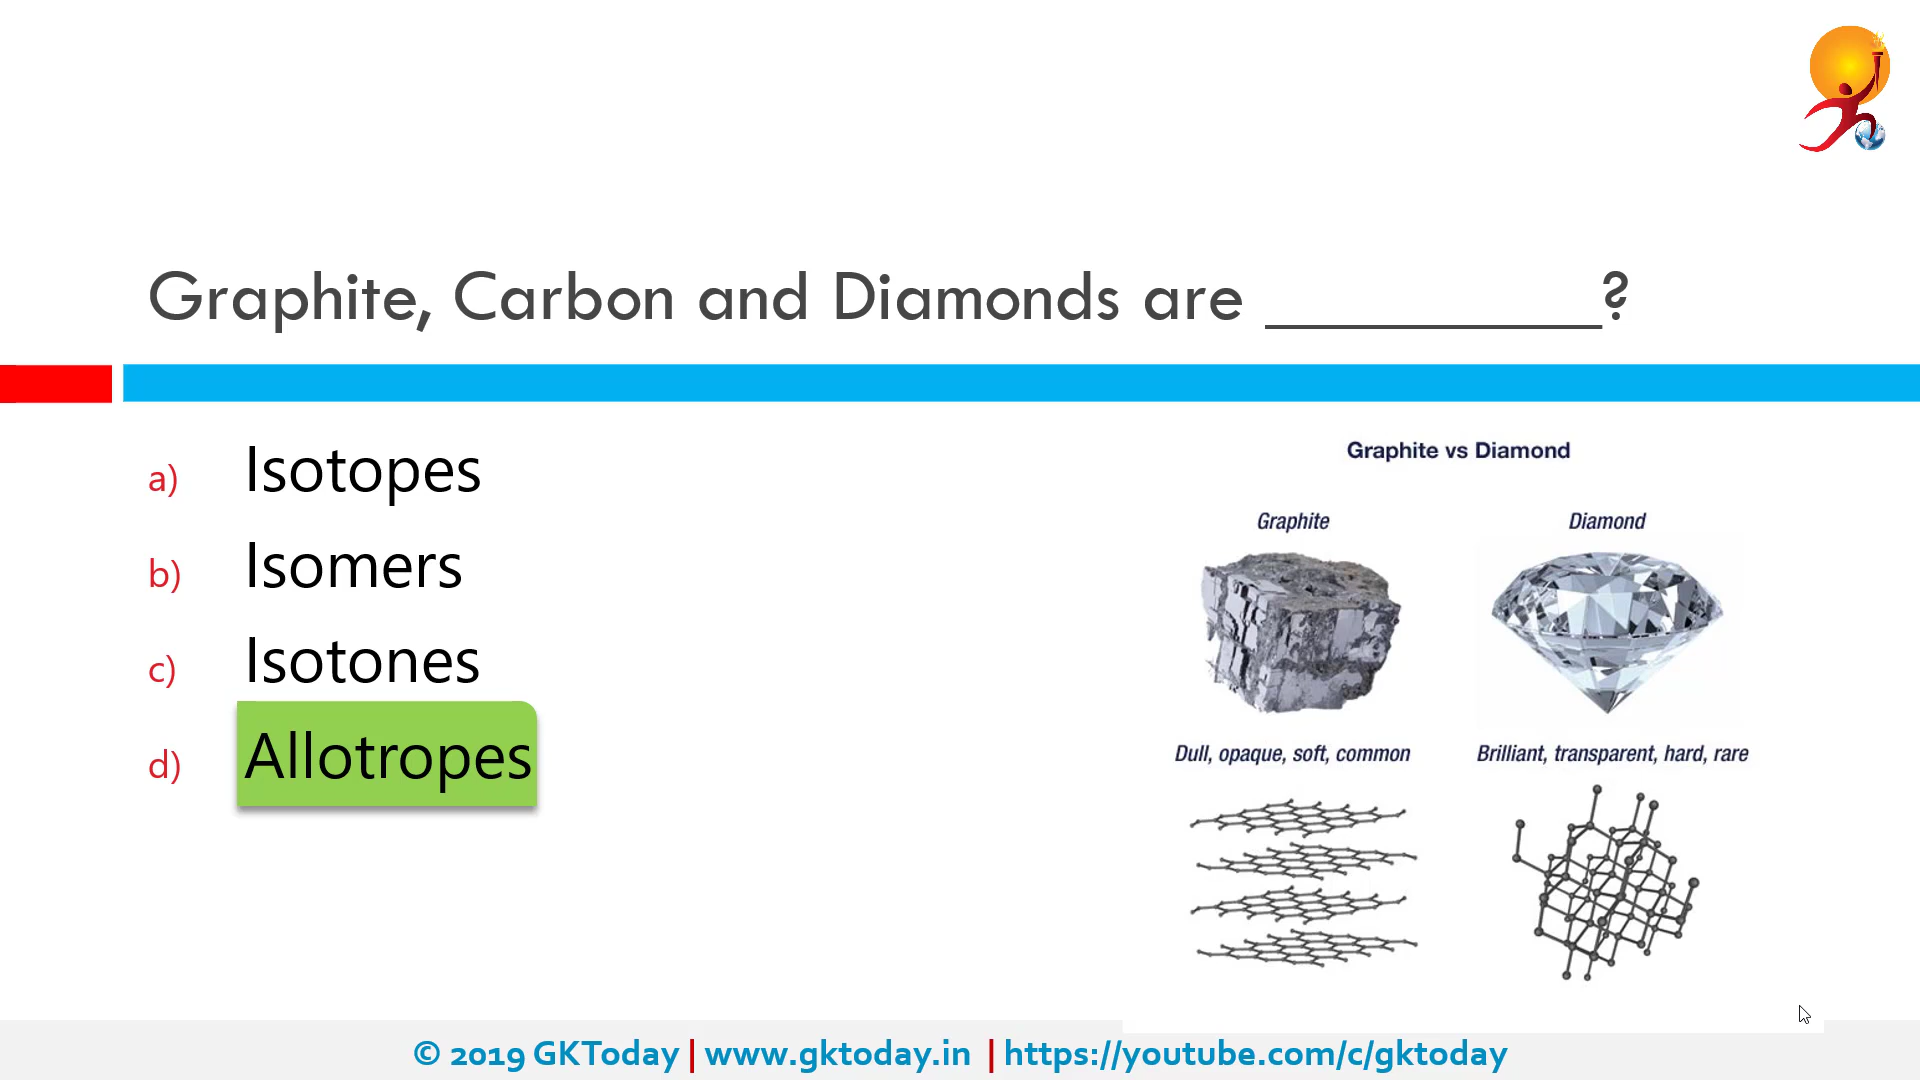 Graphite, Carbon and Diamonds are __________?
a) Isotopes
b) Isomers
c) Isotones
d) Allotropes
Graphite vs Diamond
Graphite Diamond
Dull, opaque, soft, common Brilliant, transparent, hard, rare
© 2019 GKToday | www.gktoday.in | https://youtube.com/c/gktoday